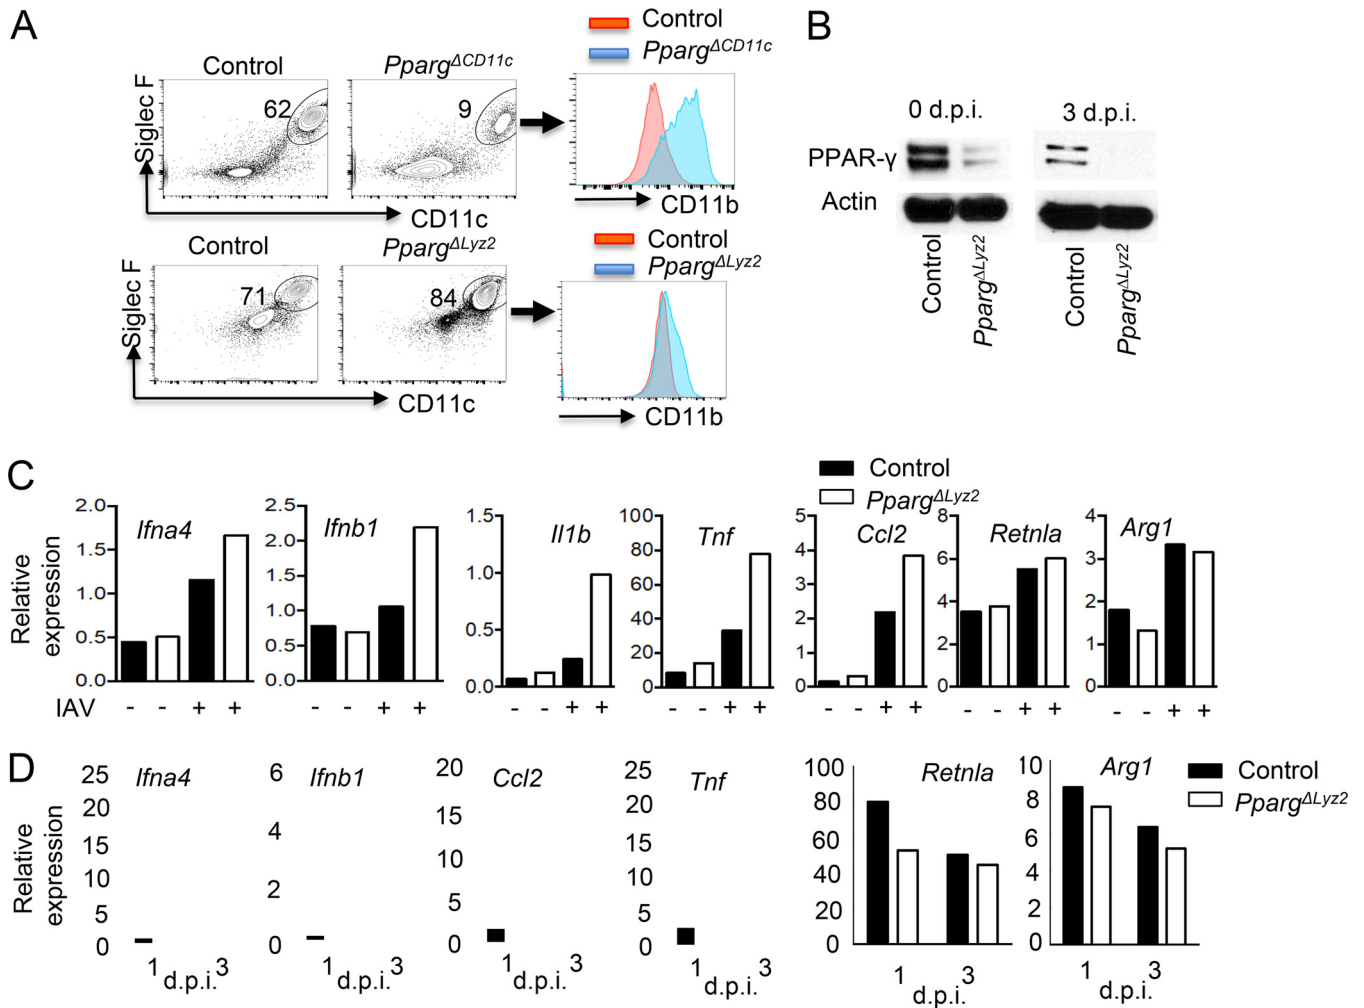 A
Control
Pparg^ΔCD11c
Control
Pparg^ΔCD11c
Siglec F
62
9
CD11c
CD11b
Control
Pparg^ΔLyz2
Control
Pparg^ΔLyz2
Siglec F
71
84
CD11c
CD11b
B
0 d.p.i.
3 d.p.i.
PPAR-γ
Actin
Control
Pparg^ΔLyz2
Control
Pparg^ΔLyz2
C
Control
Pparg^ΔLyz2
Relative
expression
Ifna4
2.0
1.5
1.0
0.5
0.0
Ifnb1
2.5
2.0
1.5
1.0
0.5
0.0
Il1b
1.5
1.0
0.5
0.0
Tnf
100
80
60
40
20
0
Ccl2
5
4
3
2
1
0
Retnla
8
6
4
2
0
Arg1
4
3
2
1
0
IAV - - + + - - + + - - + + - - + + - - + + - - + + - - + +
D
Control
Pparg^ΔLyz2
Relative
expression
Ifna4
25
20
15
10
5
0
1 d.p.i. 3
Ifnb1
6
4
2
0
1 d.p.i. 3
Ccl2
20
15
10
5
0
1 d.p.i. 3
Tnf
25
20
15
10
5
0
1 d.p.i. 3
Retnla
100
80
60
40
20
0
1 d.p.i. 3
Arg1
10
8
6
4
2
0
1 d.p.i. 3